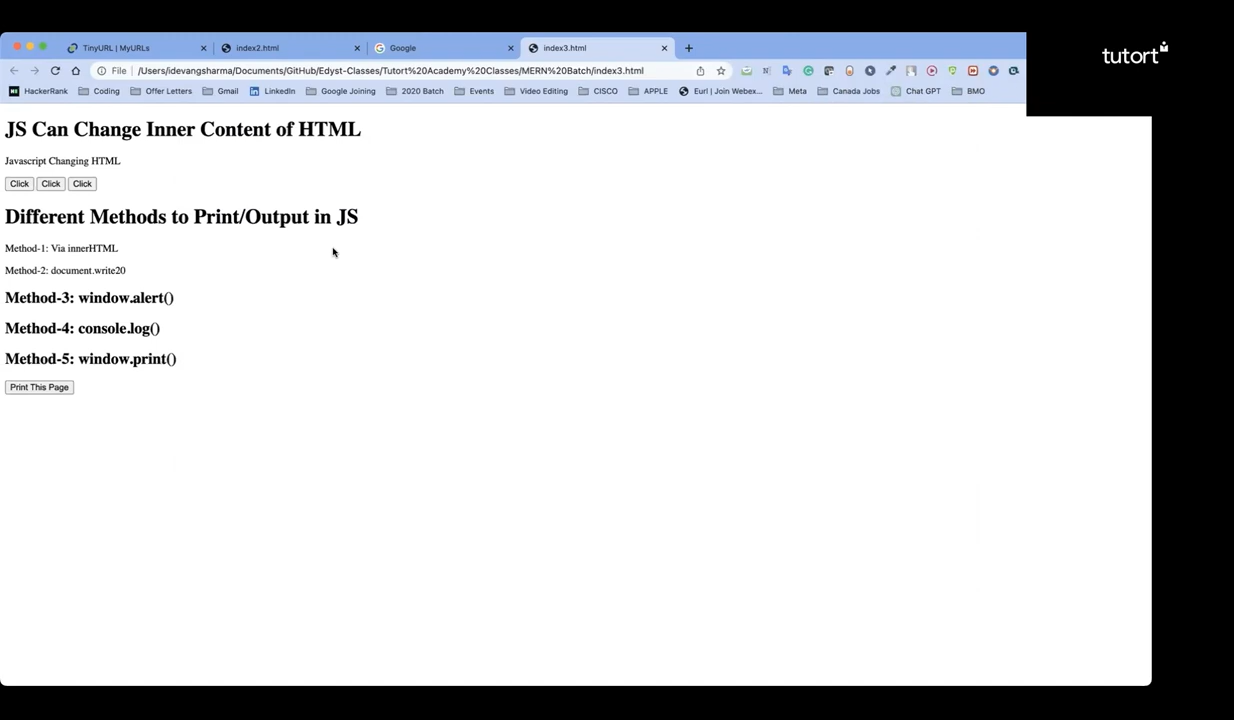 tutort
TinyURL | MyURLs
index2.html
Google
index3.html
File
/Users/idevangsharma/Documents/GitHub/Edyst-Classes/Tutort%20Academy%20Classes/MERN%20Batch/index3.html
HackerRank Coding Offer Letters Gmail LinkedIn Google Joining 2020 Batch Events Video Editing CISCO APPLE Eurl | Join Webex... Meta Canada Jobs Chat GPT BMO
JS Can Change Inner Content of HTML
Javascript Changing HTML
Click Click Click
Different Methods to Print/Output in JS
Method-1: Via innerHTML
Method-2: document.write20
Method-3: window.alert()
Method-4: console.log()
Method-5: window.print()
Print This Page